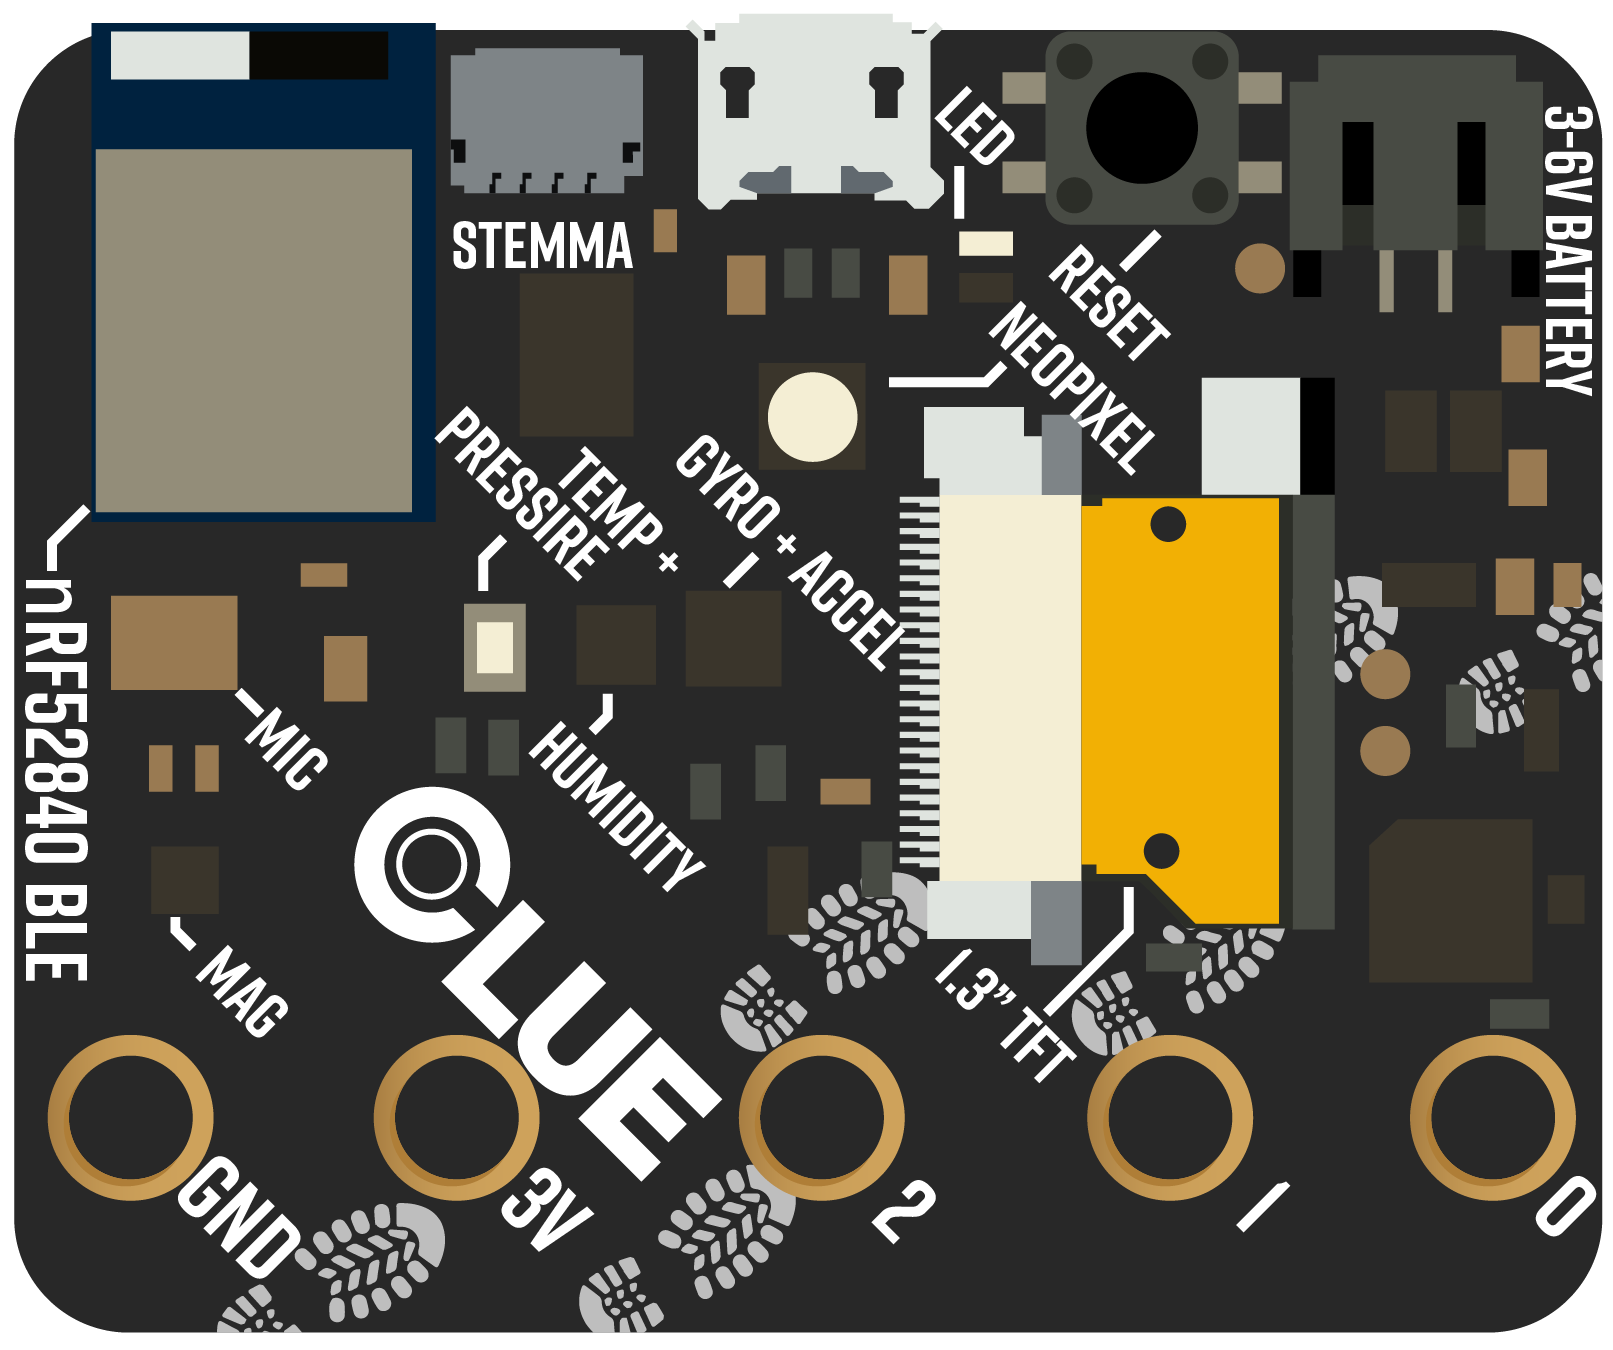 LED
3-6V BATTERY
STEMMA
RESET
NEOPIXEL
TEMP +
PRESSIRE
GYRO + ACCEL
nRF52840 BLE
MIC
HUMIDITY
MAG
CLUE
1.3” TFT
GND
3V
2
1
0